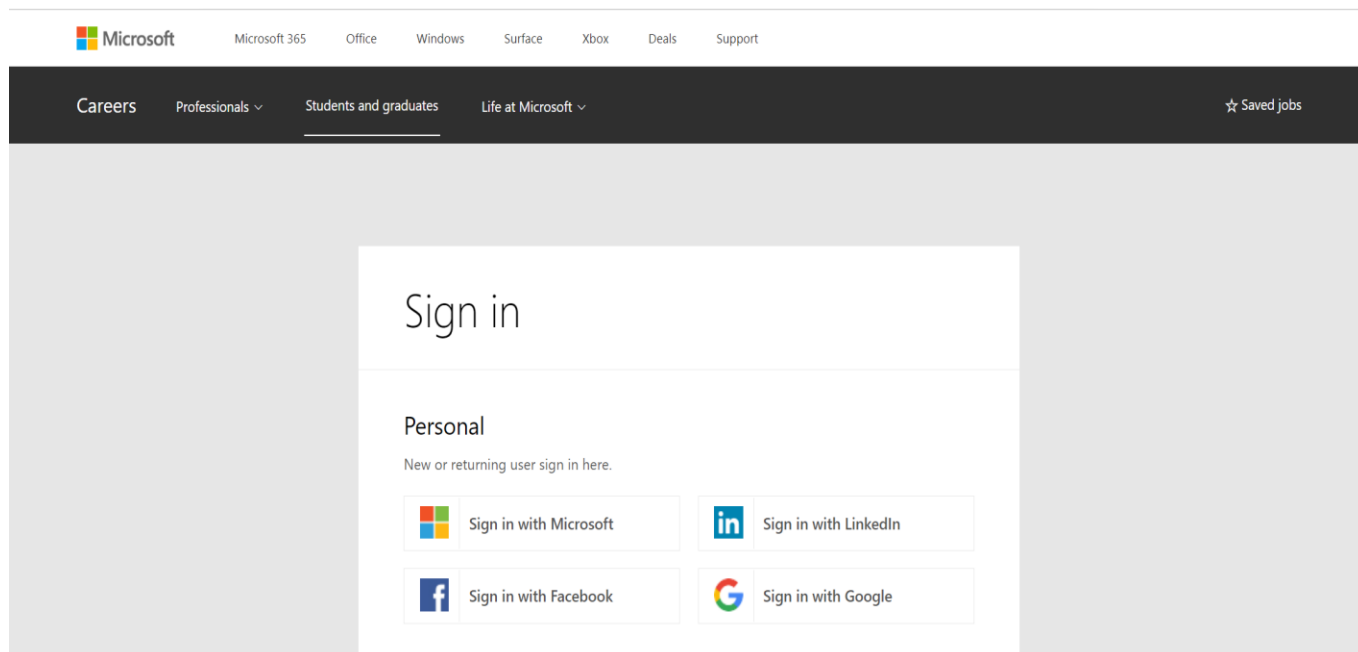 Microsoft Microsoft 365 Office Windows Surface Xbox Deals Support
Careers Professionals Students and graduates Life at Microsoft Saved jobs
Sign in
Personal
New or returning user sign in here.
Sign in with Microsoft Sign in with LinkedIn
Sign in with Facebook Sign in with Google